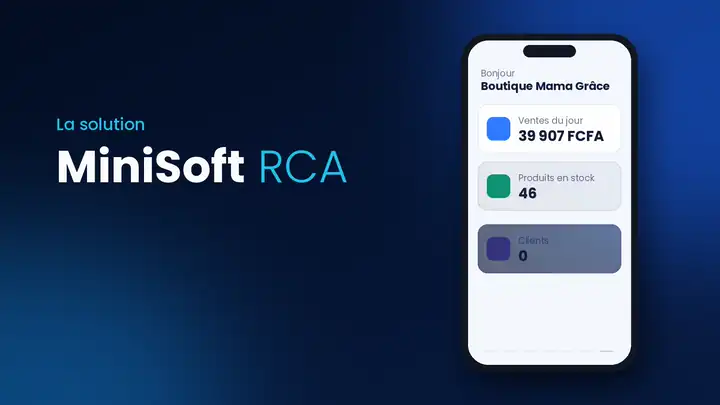 La solution
MiniSoft RCA
Bonjour
Boutique Mama Grâce
Ventes du jour
39 907 FCFA
Produits en stock
46
Clients
0